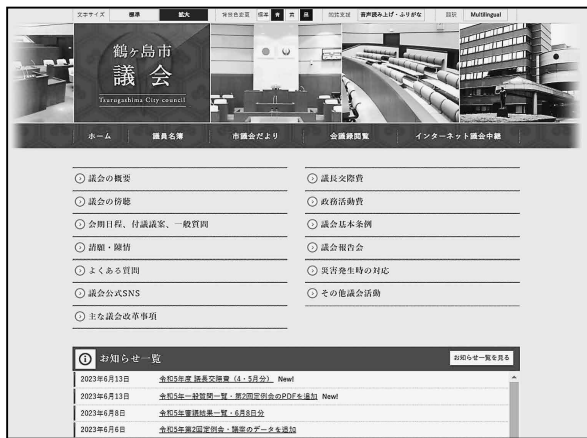 文字サイズ 標準 拡大 背景色変更 標準 青 黄 黒 閲覧支援 音声読み上げ・ふりがな 翻訳 Multilingual
鶴ヶ島市
議会
Tsurugashima City council
ホーム 議員名簿 市議会だより 会議録閲覧 インターネット議会中継
議会の概要 議長交際費
議会の傍聴 政務活動費
会期日程、付議議案、一般質問 議会基本条例
請願・陳情 議会報告会
よくある質問 災害発生時の対応
議会公式SNS その他議会活動
主な議会改革事項
お知らせ一覧 お知らせ一覧を見る
2023年6月13日 令和5年度 議長交際費（4・5月分） New!
2023年6月13日 令和5年一般質問一覧・第2回定例会のPDFを追加 New!
2023年6月8日 令和5年審議結果一覧・6月8日分
2023年6月6日 令和5年第2回定例会・議案のデータを追加